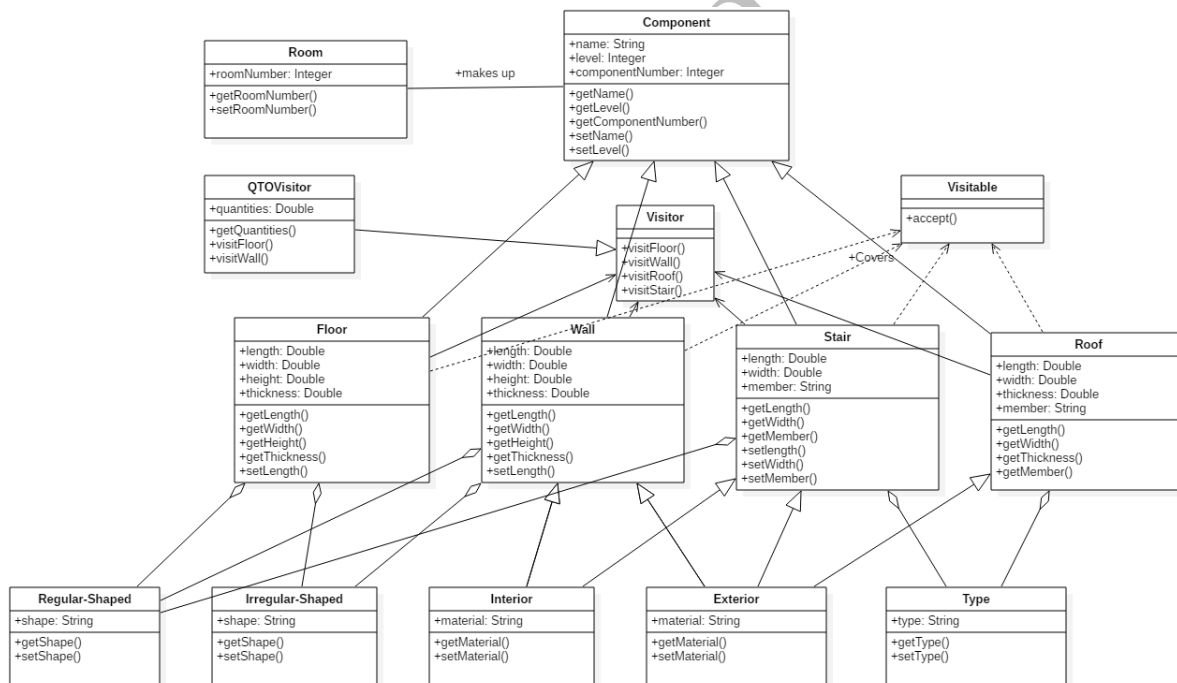 Component
+name: String
+level: Integer
+componentNumber: Integer
+getName()
+getLevel()
+getComponentNumber()
+setName()
+setLevel()
Room
+roomNumber: Integer
+getRoomNumber()
+setRoomNumber()
+makes up
QTOVisitor
+quantities: Double
+getQuantities()
+visitFloor()
+visitWall()
Visitor
+visitFloor()
+visitWall()
+visitRoof()
+visitStair()
Visitable
+accept()
+Covers
Floor
+length: Double
+width: Double
+height: Double
+thickness: Double
+getLength()
+getWidth()
+getHeight()
+getThickness()
+setLength()
Wall
+length: Double
+width: Double
+height: Double
+thickness: Double
+getLength()
+getWidth()
+getHeight()
+getThickness()
+setLength()
Stair
+length: Double
+width: Double
+member: String
+getLength()
+getWidth()
+getMember()
+setlength()
+setWidth()
+setMember()
Roof
+length: Double
+width: Double
+thickness: Double
+member: String
+getLength()
+getWidth()
+getThickness()
+getMember()
Regular-Shaped
+shape: String
+getShape()
+setShape()
Irregular-Shaped
+shape: String
+getShape()
+setShape()
Interior
+material: String
+getMaterial()
+setMaterial()
Exterior
+material: String
+getMaterial()
+setMaterial()
Type
+type: String
+getType()
+setType()